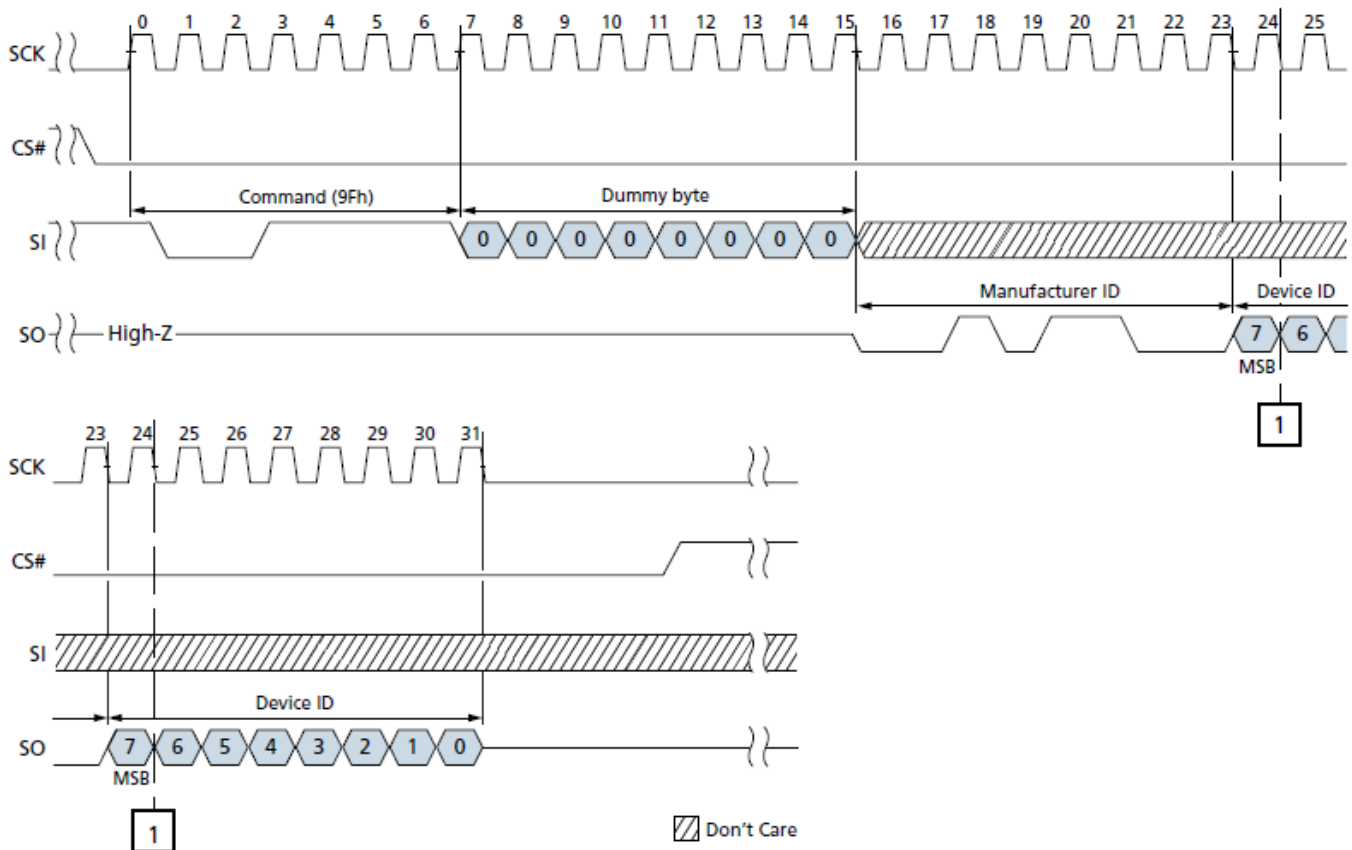 0 1 2 3 4 5 6 7 8 9 10 11 12 13 14 15 16 17 18 19 20 21 22 23 24 25
SCK
CS#
Command (9Fh) Dummy byte
SI 0 0 0 0 0 0 0 0
Manufacturer ID Device ID
SO High-Z 7 6
MSB
1
23 24 25 26 27 28 29 30 31
SCK
CS#
SI
Device ID
SO 7 6 5 4 3 2 1 0
MSB
1
Don't Care